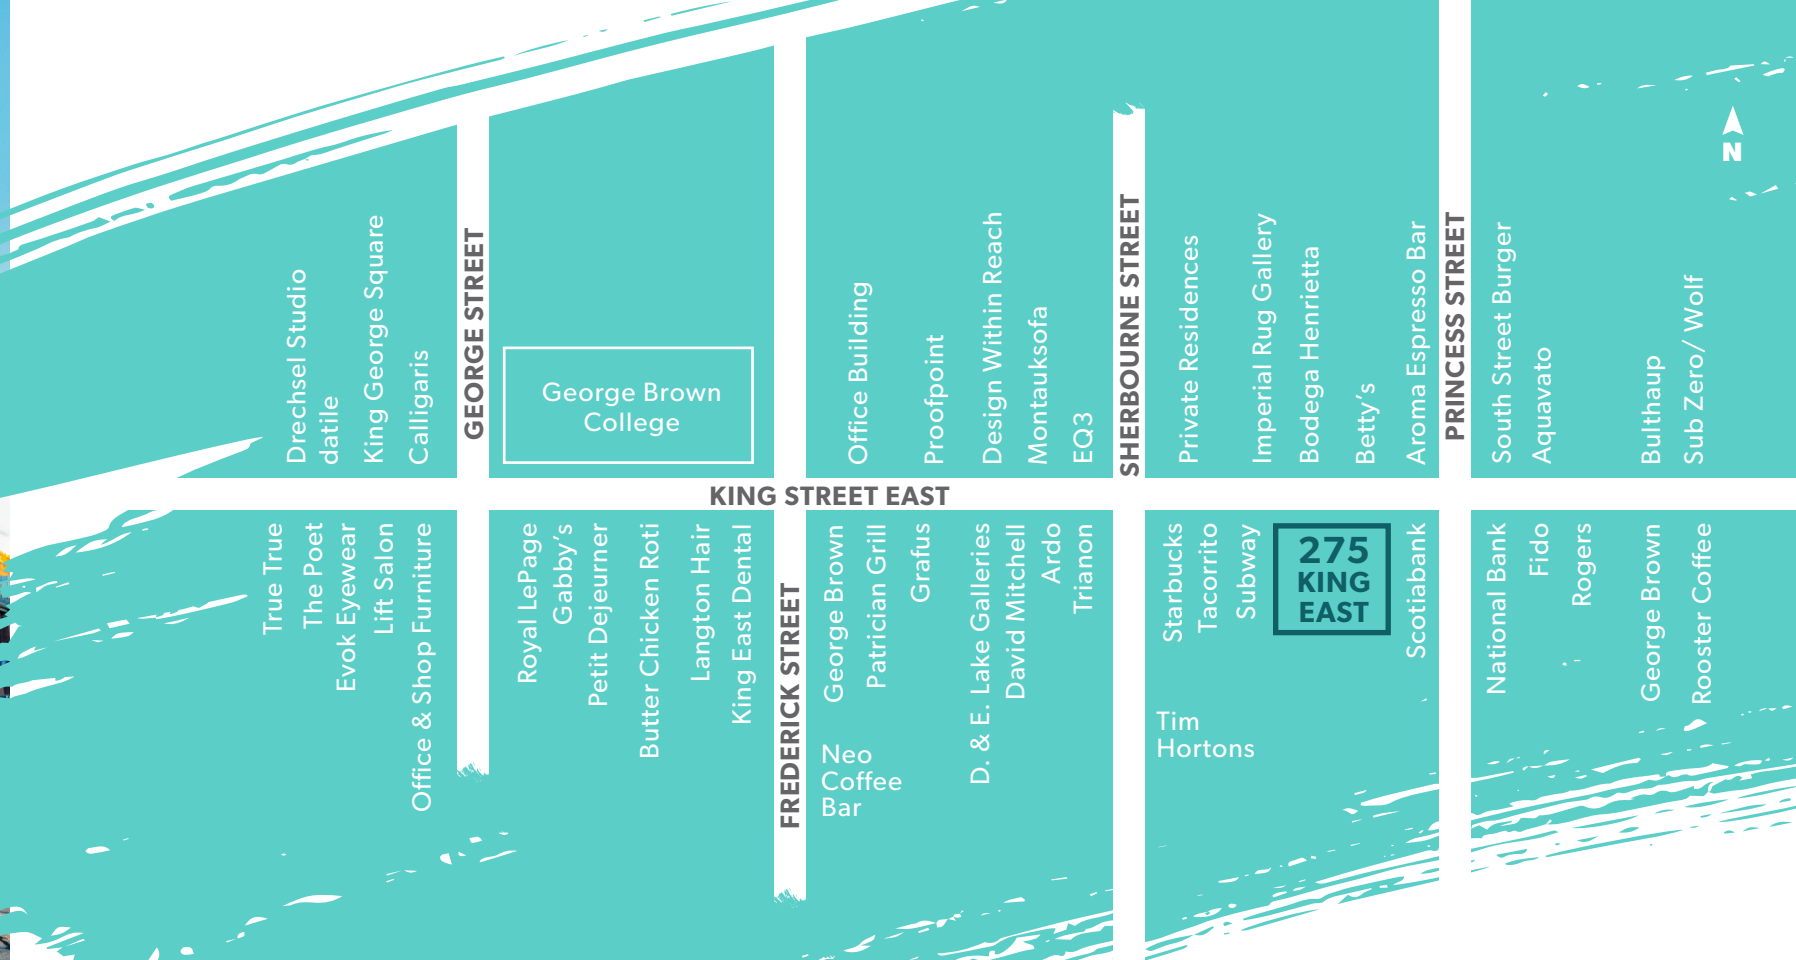 Drechsel Studio
datile
King George Square
Calligaris
GEORGE STREET
George Brown
College
Office Building
Proofpoint
Design Within Reach
Montauksofa
EQ3
SHERBOURNE STREET
Private Residences
Imperial Rug Gallery
Bodega Henrietta
Betty’s
Aroma Espresso Bar
PRINCESS STREET
South Street Burger
Aquavato
Bulthaup
Sub Zero/ Wolf
N
KING STREET EAST
True True
The Poet
Evok Eyewear
Lift Salon
Office & Shop Furniture
Royal LePage
Gabby’s
Petit Dejeurner
Butter Chicken Roti
Langton Hair
King East Dental
FREDERICK STREET
George Brown
Patrician Grill
Grafus
D. & E. Lake Galleries
David Mitchell
Ardo
Trianon
Neo
Coffee
Bar
Starbucks
Tacorrito
Subway
275
KING
EAST
Scotiabank
Tim
Hortons
National Bank
Fido
Rogers
George Brown
Rooster Coffee